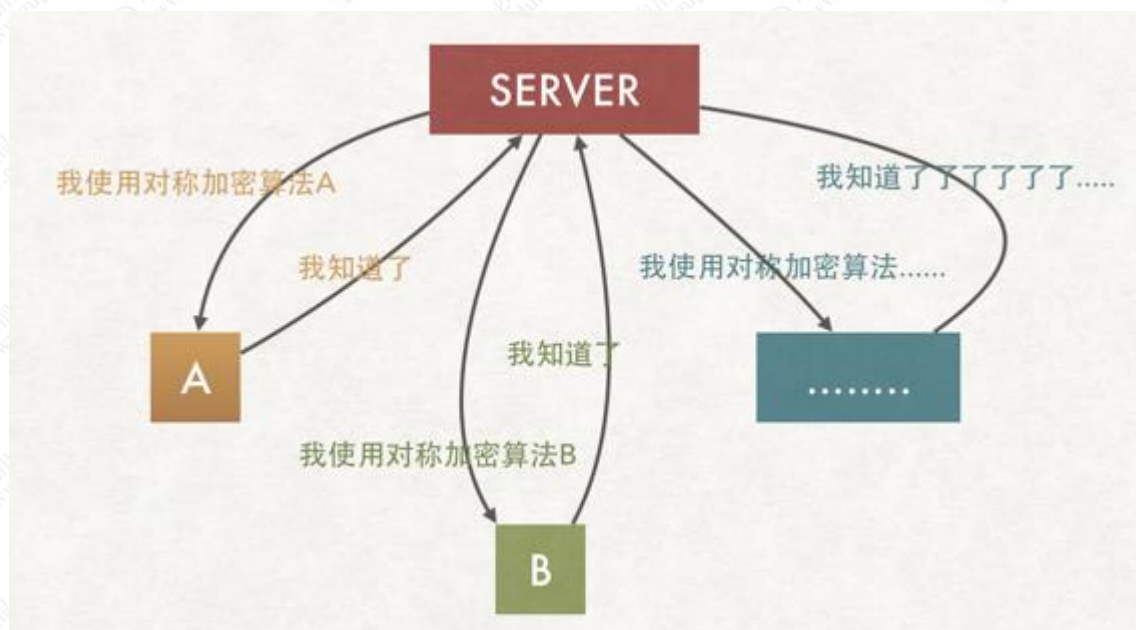 SERVER
我使用对称加密算法A
我知道了了了了了了.....
我知道了
我使用对称加密算法......
我知道了
A
........
我使用对称加密算法B
B